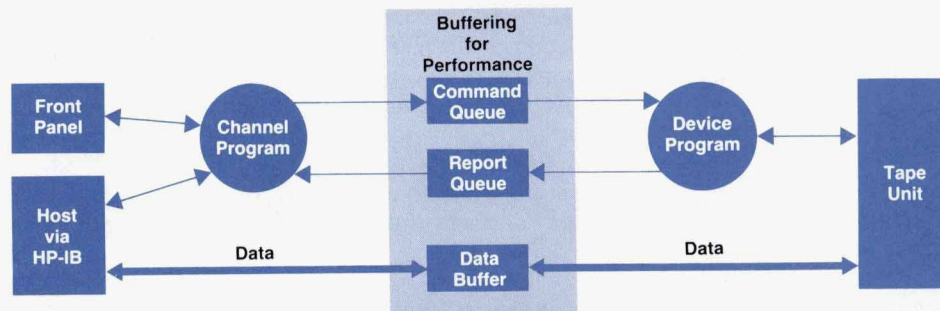 Buffering
for
Performance
Front
Panel
Channel
Program
Command
Queue
Report
Queue
Device
Program
Tape
Unit
Host
via
HP-IB
Data
Data
Buffer
Data